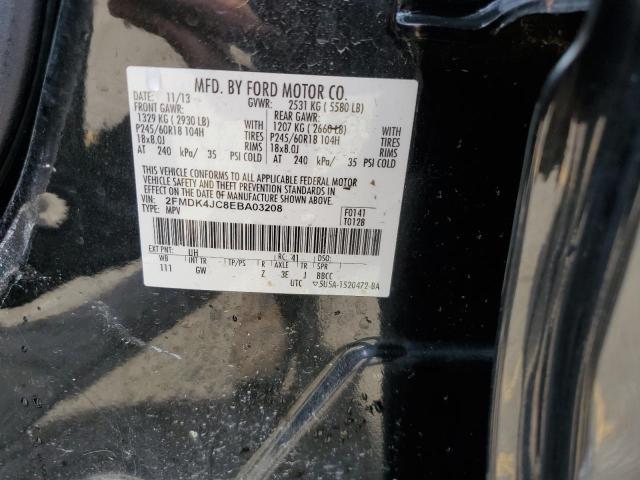 MFD. BY FORD MOTOR CO.
DATE: 11/13 GVWR: 2531 KG ( 5580 LB)
FRONT GAWR: REAR GAWR:
1329 KG ( 2930 LB) 1207 KG ( 2660 LB)
P245/60R18 104H TIRES P245/60R18 104H TIRES
18x8.0J RIMS 18x8.0J RIMS
AT 240 kPa/ 35 PSI COLD AT 240 kPa/ 35 PSI COLD
THIS VEHICLE CONFORMS TO ALL APPLICABLE FEDERAL MOTOR
VEHICLE SAFETY AND THEFT PREVENTION STANDARDS IN
EFFECT ON THE DATE OF MANUFACTURE SHOWN ABOVE.
VIN: 2FMDK4JC8EBA03208 F0141
TYPE: MPV T0128
EXT PNT: UH RC: 41
WB TR TP/PS R AXLE TR SPR
111 GW Z 3E J BBCC
UTC 5U5A-1520472-BA